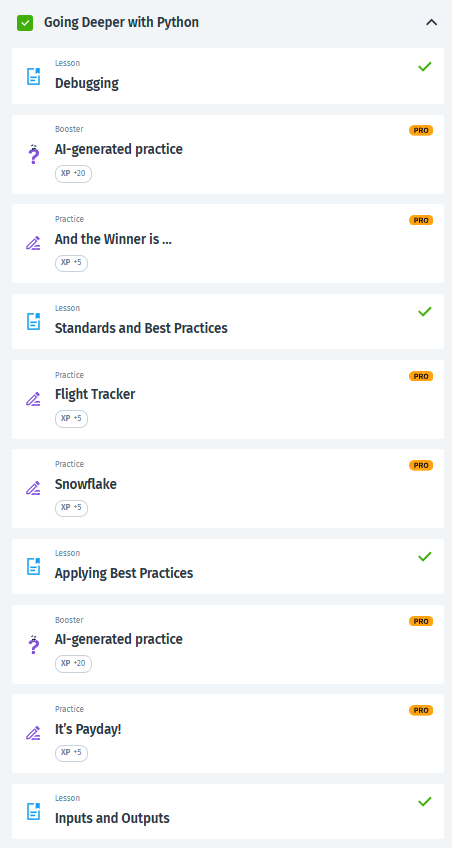 Going Deeper with Python
Lesson
Debugging
Booster
PRO
AI-generated practice
XP +20
Practice
PRO
And the Winner is ...
XP +5
Lesson
Standards and Best Practices
Practice
PRO
Flight Tracker
XP +5
Practice
PRO
Snowflake
XP +5
Lesson
Applying Best Practices
Booster
PRO
AI-generated practice
XP +20
Practice
PRO
It's Payday!
XP +5
Lesson
Inputs and Outputs